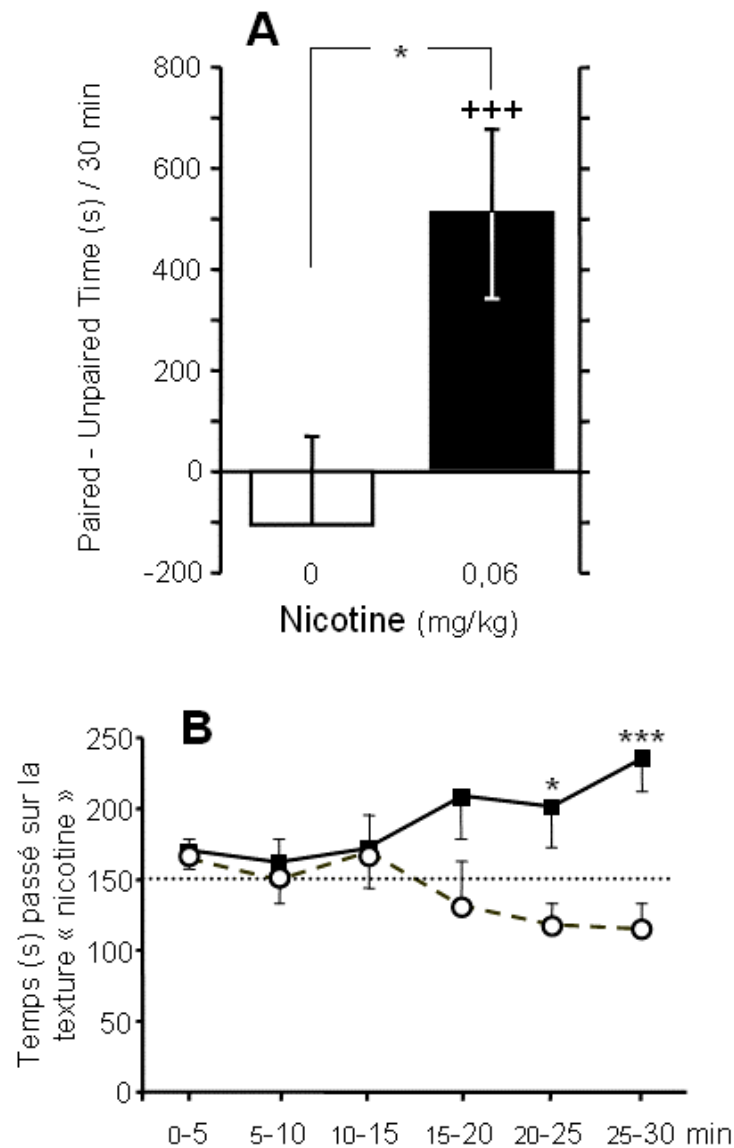 A
*
+++
Paired - Unpaired Time (s) / 30 min
800
600
400
200
0
-200
0 0,06
Nicotine (mg/kg)
B
***
*
Temps (s) passé sur la
texture « nicotine »
250
200
150
100
50
0
0-5 5-10 10-15 15-20 20-25 25-30 min